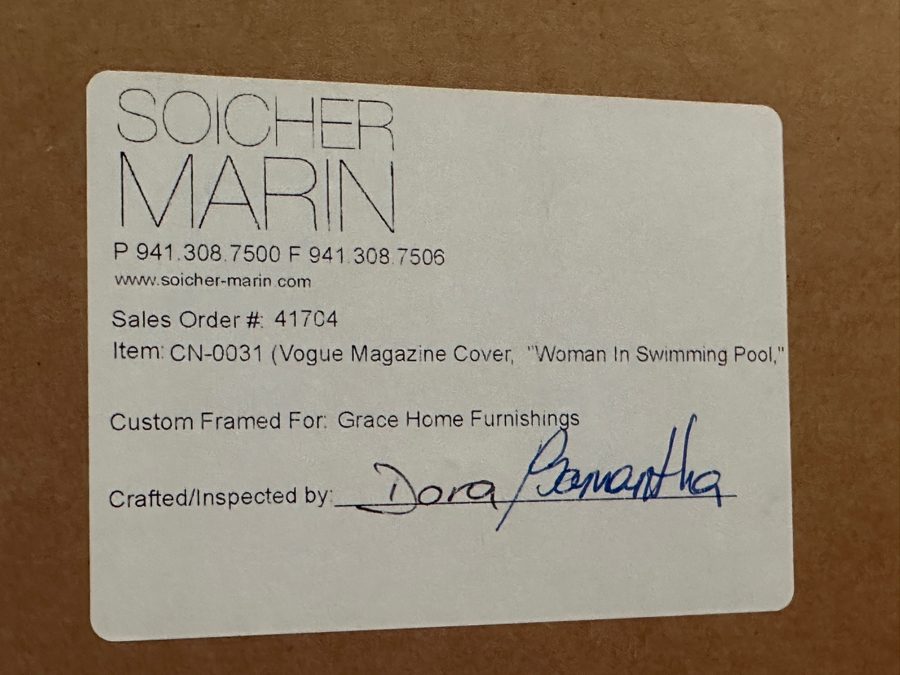 SOICHER
MARIN
P 941.308.7500 F 941.308.7506
www.soicher-marin.com
Sales Order #: 41704
Item: CN-0031 (Vogue Magazine Cover, "Woman In Swimming Pool,"
Custom Framed For: Grace Home Furnishings
Crafted/Inspected by: Dora / Samantha